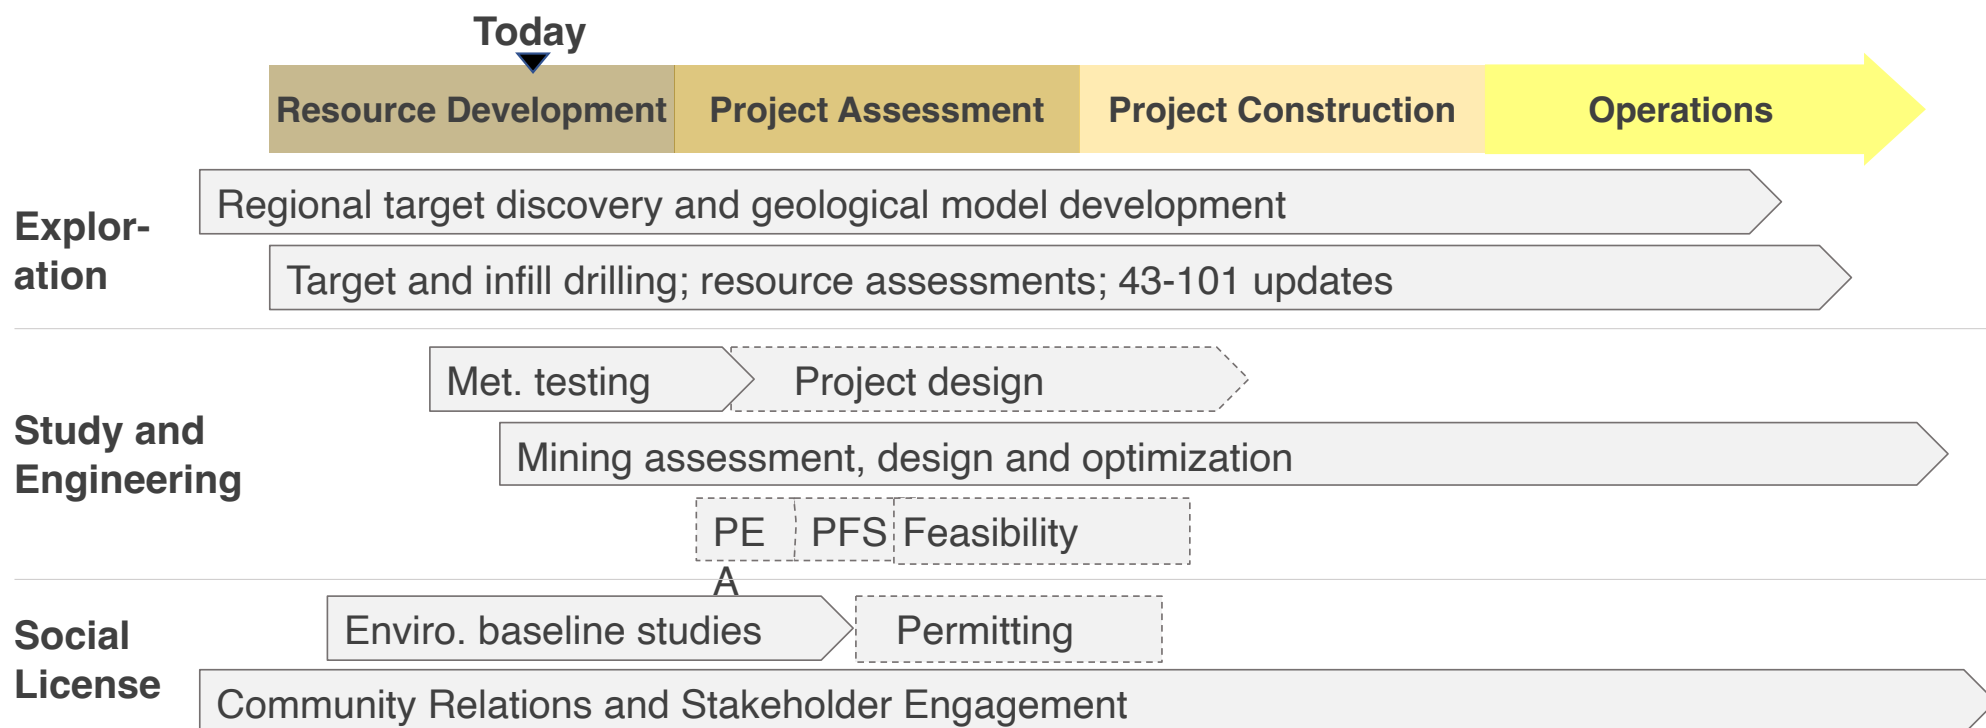 Today
Resource Development
Project Assessment
Project Construction
Operations
Explor-
ation
Regional target discovery and geological model development
Target and infill drilling; resource assessments; 43-101 updates
Study and
Engineering
Met. testing
Project design
Mining assessment, design and optimization
PE
A
PFS
Feasibility
Social
License
Enviro. baseline studies
Permitting
Community Relations and Stakeholder Engagement